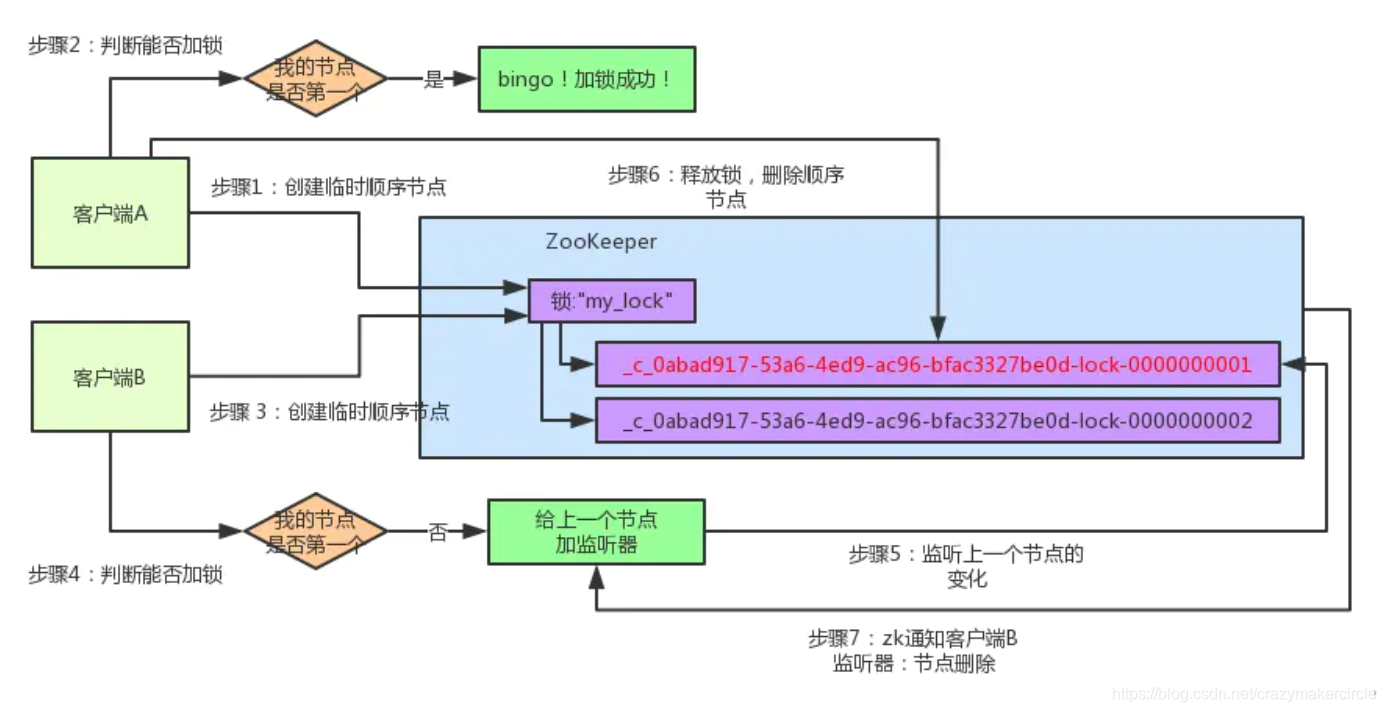 步骤2：判断能否加锁
我的节点
是否第一个
是
bingo！加锁成功！
步骤1：创建临时顺序节点
步骤6：释放锁，删除顺序
节点
客户端A
ZooKeeper
锁:"my_lock"
_c_0abad917-53a6-4ed9-ac96-bfac3327be0d-lock-0000000001
客户端B
步骤 3：创建临时顺序节点
_c_0abad917-53a6-4ed9-ac96-bfac3327be0d-lock-0000000002
我的节点
是否第一个
否
给上一个节点
加监听器
步骤4：判断能否加锁
步骤5：监听上一个节点的
变化
步骤7：zk通知客户端B
监听器：节点删除
https://blog.csdn.net/crazymakercircle